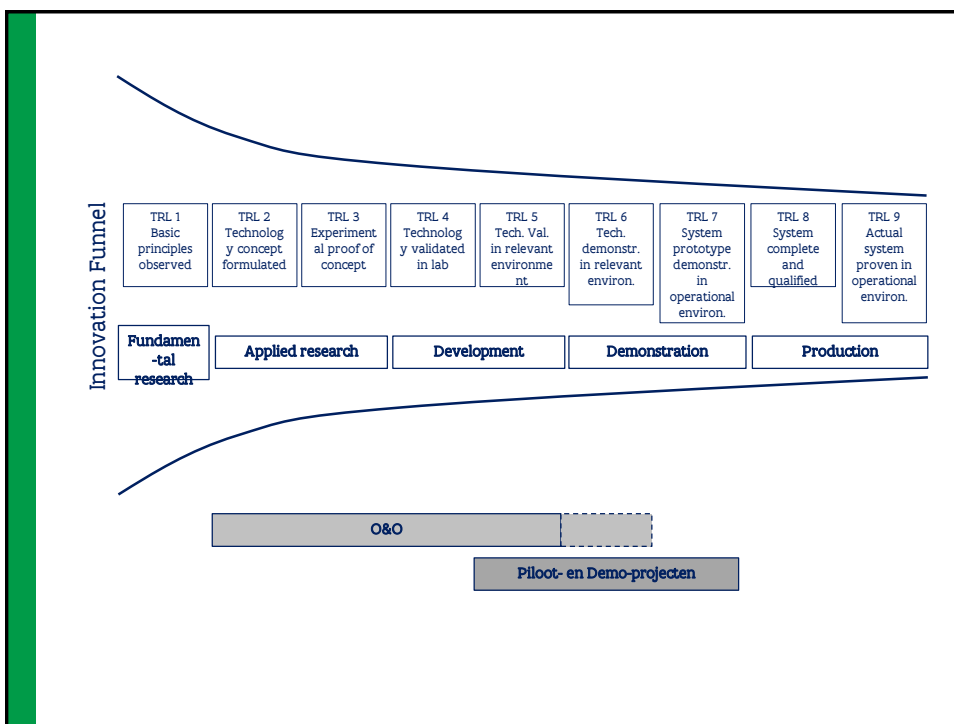 Innovation Funnel
TRL 1
Basic
principles
observed
TRL 2
Technolog
y concept
formulated
TRL 3
Experiment
al proof of
concept
TRL 4
Technolog
y validated
in lab
TRL 5
Tech. Val.
in relevant
environme
nt
TRL 6
Tech.
demonstr.
in relevant
environ.
TRL 7
System
prototype
demonstr.
in
operational
environ.
TRL 8
System
complete
and
qualified
TRL 9
Actual
system
proven in
operational
environ.
Fundamen
-tal
research
Applied research
Development
Demonstration
Production
O&O
Piloot- en Demo-projecten